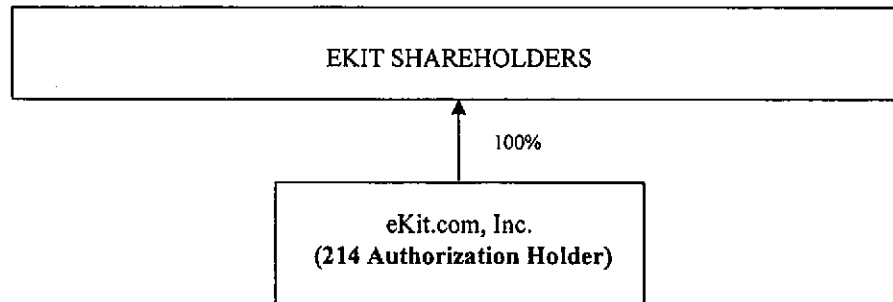 EKIT SHAREHOLDERS
100%
eKit.com, Inc.
(214 Authorization Holder)